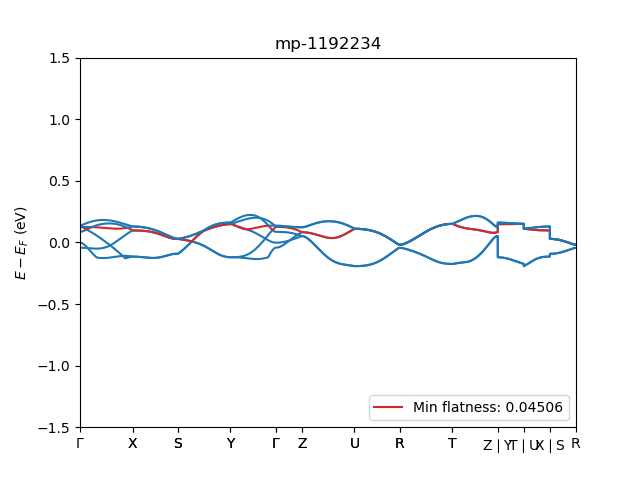 mp-1192234
E − E_F (eV)
1.5
1.0
0.5
0.0
−0.5
−1.0
−1.5
Min flatness: 0.04506
Γ X S Y Γ Z U R T Z | Y T | U X | S R